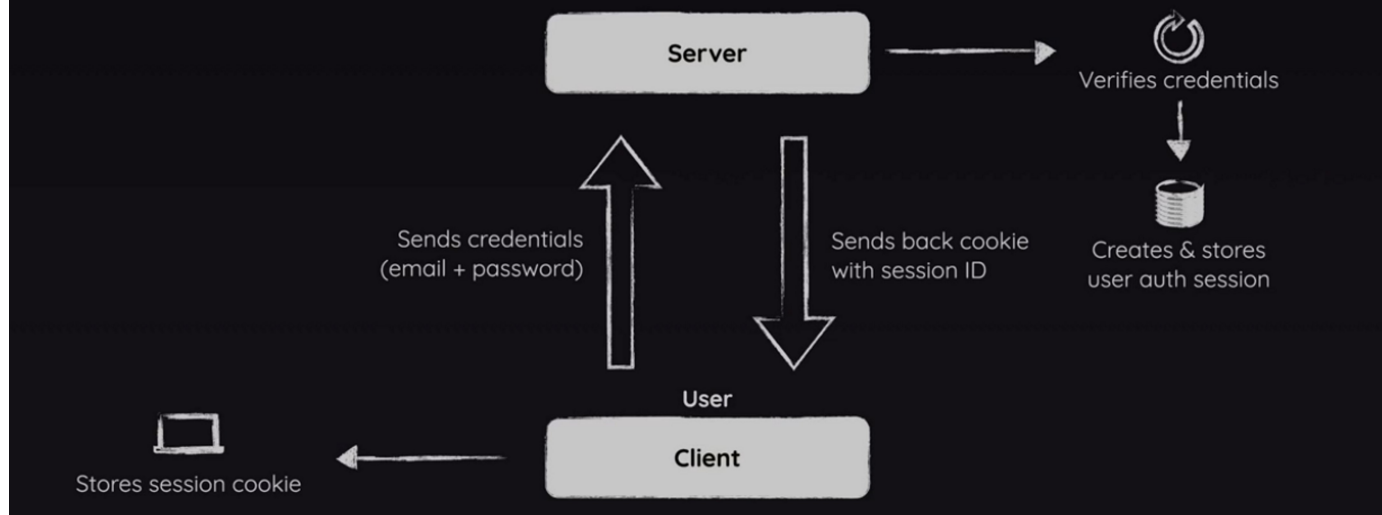 Server
Verifies credentials
Sends credentials
(email + password)
Sends back cookie
with session ID
Creates & stores
user auth session
User
Client
Stores session cookie